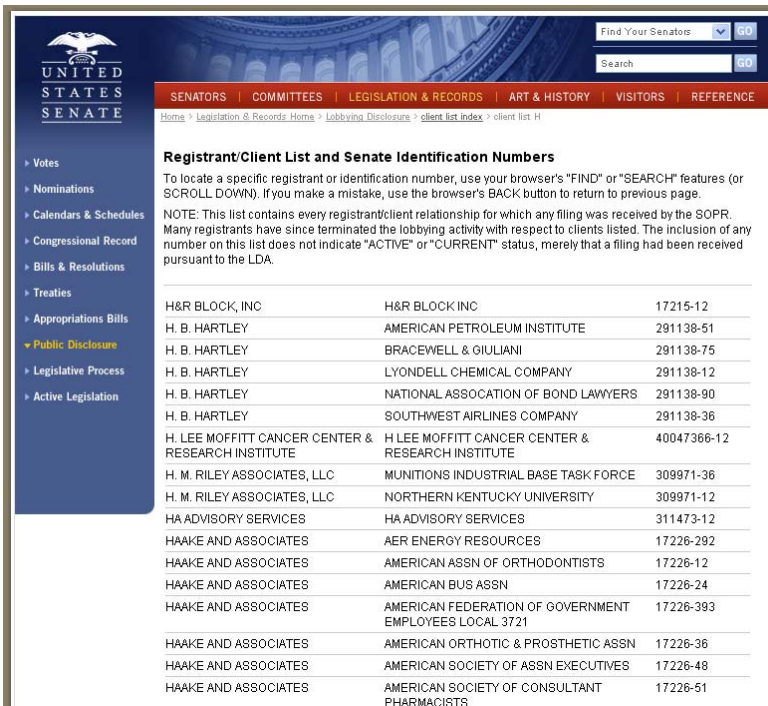 Find Your Senators GO
Search GO
UNITED
STATES
SENATE
SENATORS | COMMITTEES | LEGISLATION & RECORDS | ART & HISTORY | VISITORS | REFERENCE
Home > Legislation & Records Home > Lobbying Disclosure > client list index > client list H
Votes
Nominations
Calendars & Schedules
Congressional Record
Bills & Resolutions
Treaties
Appropriations Bills
Public Disclosure
Legislative Process
Active Legislation
Registrant/Client List and Senate Identification Numbers
To locate a specific registrant or identification number, use your browser's "FIND" or "SEARCH" features (or
SCROLL DOWN). If you make a mistake, use the browser's BACK button to return to previous page.
NOTE: This list contains every registrant/client relationship for which any filing was received by the SOPR.
Many registrants have since terminated the lobbying activity with respect to clients listed. The inclusion of any
number on this list does not indicate "ACTIVE" or "CURRENT" status, merely that a filing had been received
pursuant to the LDA.
H&R BLOCK, INC H&R BLOCK INC 17215-12
H. B. HARTLEY AMERICAN PETROLEUM INSTITUTE 291138-51
H. B. HARTLEY BRACEWELL & GIULIANI 291138-75
H. B. HARTLEY LYONDELL CHEMICAL COMPANY 291138-12
H. B. HARTLEY NATIONAL ASSOCATION OF BOND LAWYERS 291138-90
H. B. HARTLEY SOUTHWEST AIRLINES COMPANY 291138-36
H. LEE MOFFITT CANCER CENTER & H LEE MOFFITT CANCER CENTER & 40047366-12
RESEARCH INSTITUTE RESEARCH INSTITUTE
H. M. RILEY ASSOCIATES, LLC MUNITIONS INDUSTRIAL BASE TASK FORCE 309971-36
H. M. RILEY ASSOCIATES, LLC NORTHERN KENTUCKY UNIVERSITY 309971-12
HA ADVISORY SERVICES HA ADVISORY SERVICES 311473-12
HAAKE AND ASSOCIATES AER ENERGY RESOURCES 17226-292
HAAKE AND ASSOCIATES AMERICAN ASSN OF ORTHODONTISTS 17226-12
HAAKE AND ASSOCIATES AMERICAN BUS ASSN 17226-24
HAAKE AND ASSOCIATES AMERICAN FEDERATION OF GOVERNMENT 17226-393
EMPLOYEES LOCAL 3721
HAAKE AND ASSOCIATES AMERICAN ORTHOTIC & PROSTHETIC ASSN 17226-36
HAAKE AND ASSOCIATES AMERICAN SOCIETY OF ASSN EXECUTIVES 17226-48
HAAKE AND ASSOCIATES AMERICAN SOCIETY OF CONSULTANT 17226-51
PHARMACISTS